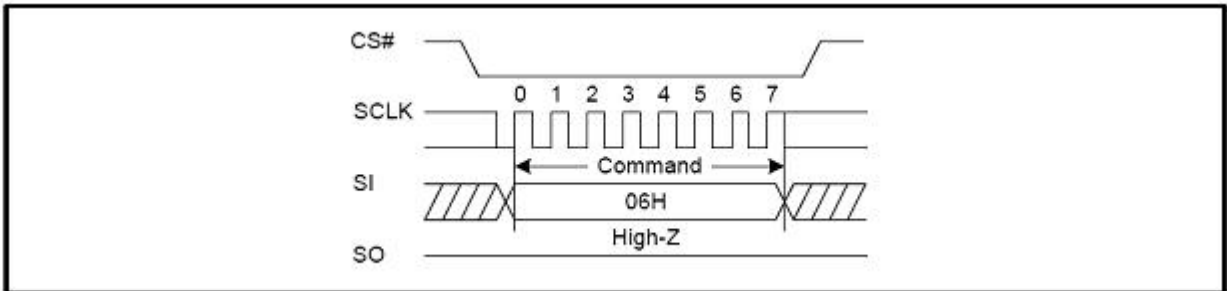 CS#
0 1 2 3 4 5 6 7
SCLK
Command
SI
06H
High-Z
SO